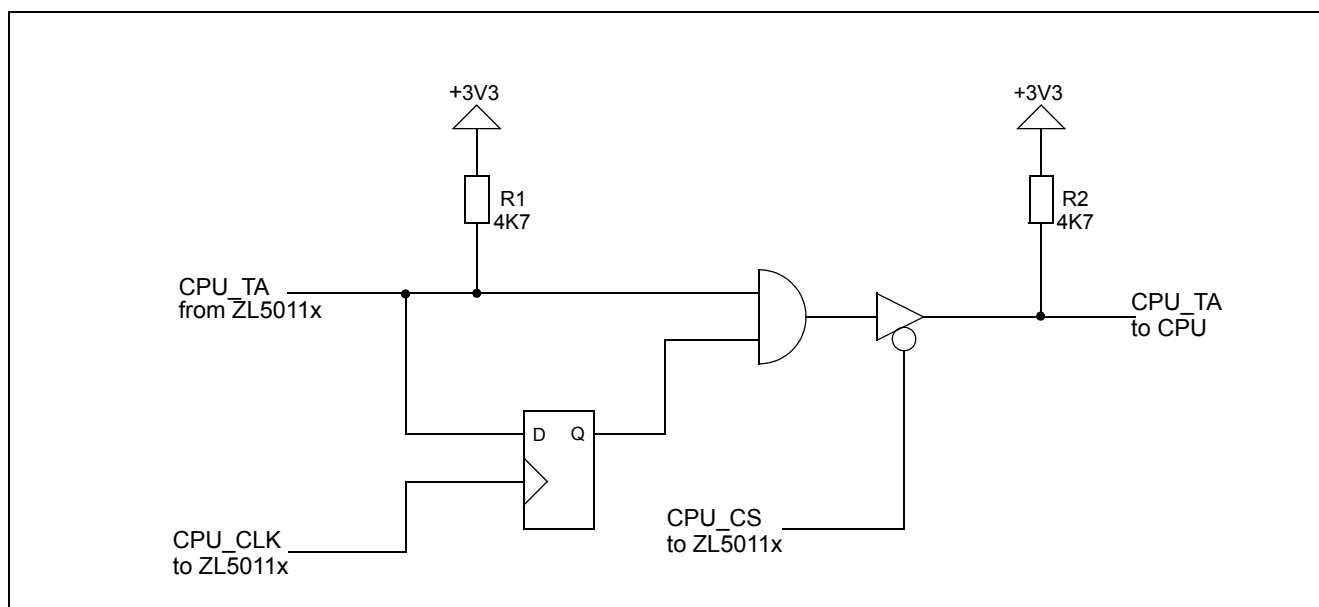 +3V3
+3V3
R1
4K7
R2
4K7
CPU_TA
from ZL5011x
CPU_TA
to CPU
D
Q
CPU_CLK
to ZL5011x
CPU_CS
to ZL5011x